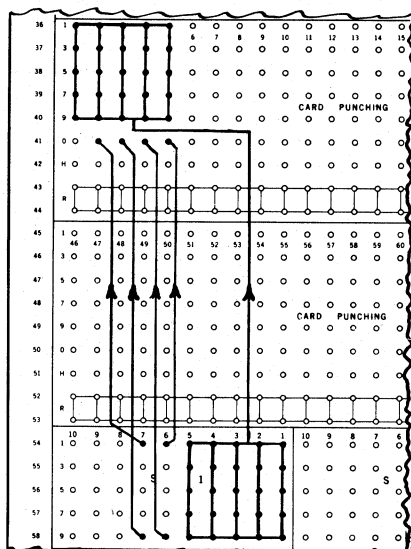 36 1
6 7 8 9 10 11 12 13 14 15
37 3
38 5
CARD PUNCHING
39 7
40 9
41 0
42 H
43
R
44
45 1
46 47 48 49 50 51 52 53 54 55 56 57 58 59 60
46 3
47 5
48 7
CARD PUNCHING
49 9
50 0
51 H
52
R
53
10 9 8 7 6 5 4 3 2 1 10 9 8 7 6
54 1
55 3
S 1 S
56 5
57 7
58 9